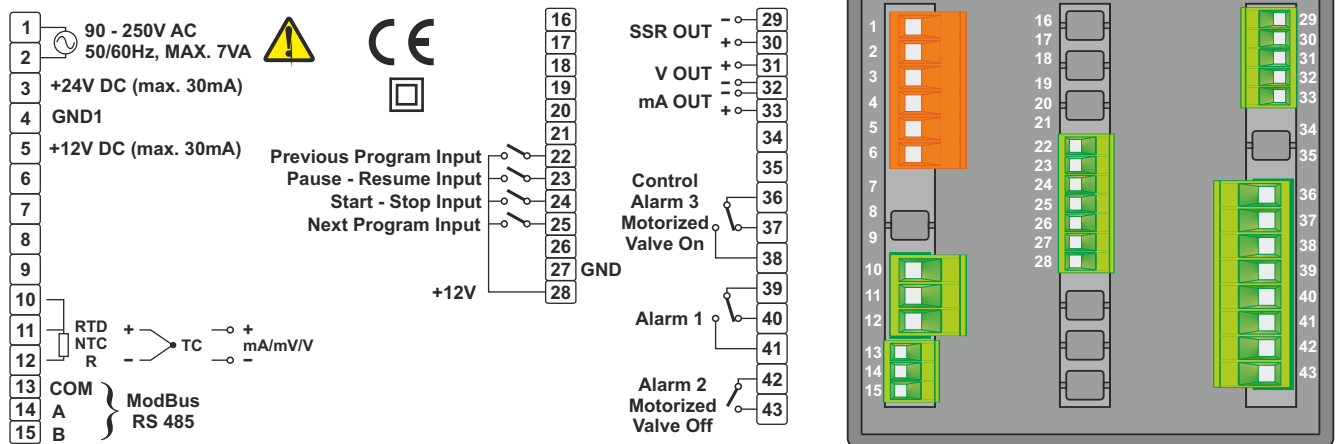 1
2
90 - 250V AC
50/60Hz, MAX. 7VA
3 +24V DC (max. 30mA)
4 GND1
5 +12V DC (max. 30mA)
6
7
8
9
10
11
12
RTD
NTC
R
+
-
TC
+
-
mA/mV/V
13 COM
14 A
15 B
ModBus
RS 485
CE
16
17
18
19
20
21
Previous Program Input 22
Pause - Resume Input 23
Start - Stop Input 24
Next Program Input 25
26
27 GND
+12V 28
SSR OUT
- 29
+ 30
V OUT
+ 31
- 32
-
mA OUT
+ 33
34
35
Control
Alarm 3
Motorized
Valve On
36
37
38
Alarm 1
39
40
41
Alarm 2
Motorized
Valve Off
42
43
1
2
3
4
5
6
7
8
9
10
11
12
13
14
15
16
17
18
19
20
21
22
23
24
25
26
27
28
29
30
31
32
33
34
35
36
37
38
39
40
41
42
43